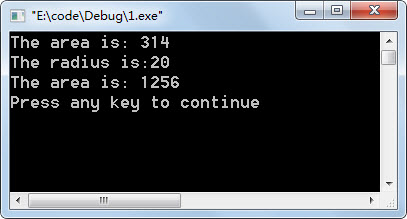 "E:\code\Debug\1.exe"
The area is: 314
The radius is:20
The area is: 1256
Press any key to continue